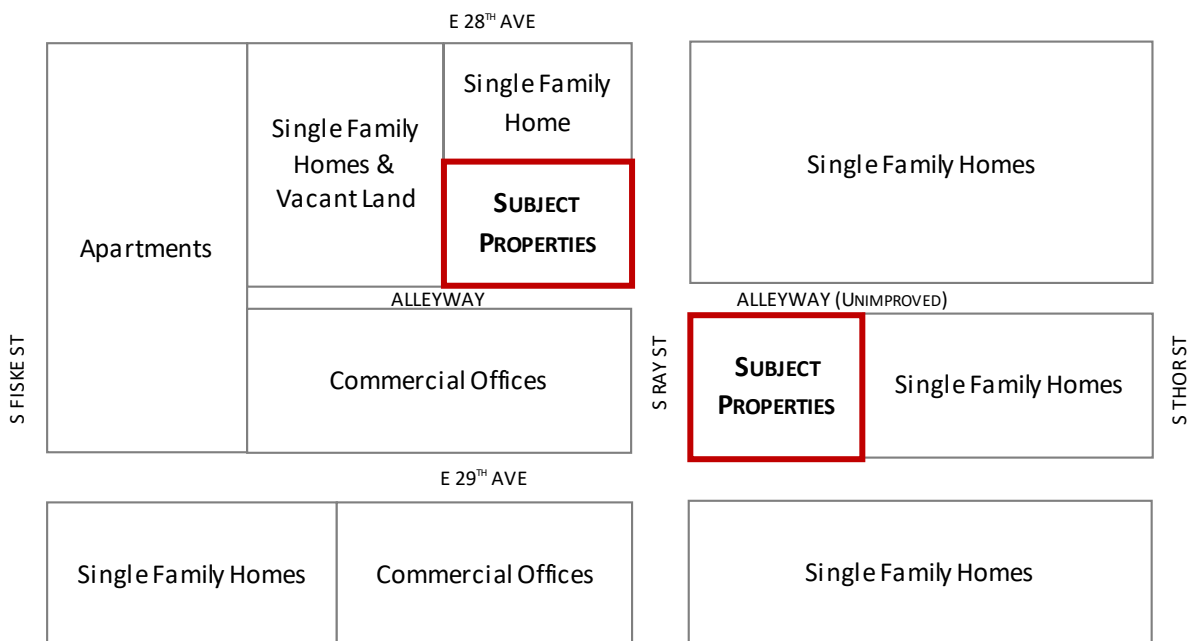 E 28TH AVE
Single Family
Home
Single Family
Homes &
Vacant Land
Single Family Homes
SUBJECT
PROPERTIES
Apartments
ALLEYWAY
ALLEYWAY (UNIMPROVED)
S FISKE ST
Commercial Offices
S RAY ST
SUBJECT
PROPERTIES
Single Family Homes
S THOR ST
E 29TH AVE
Single Family Homes
Commercial Offices
Single Family Homes